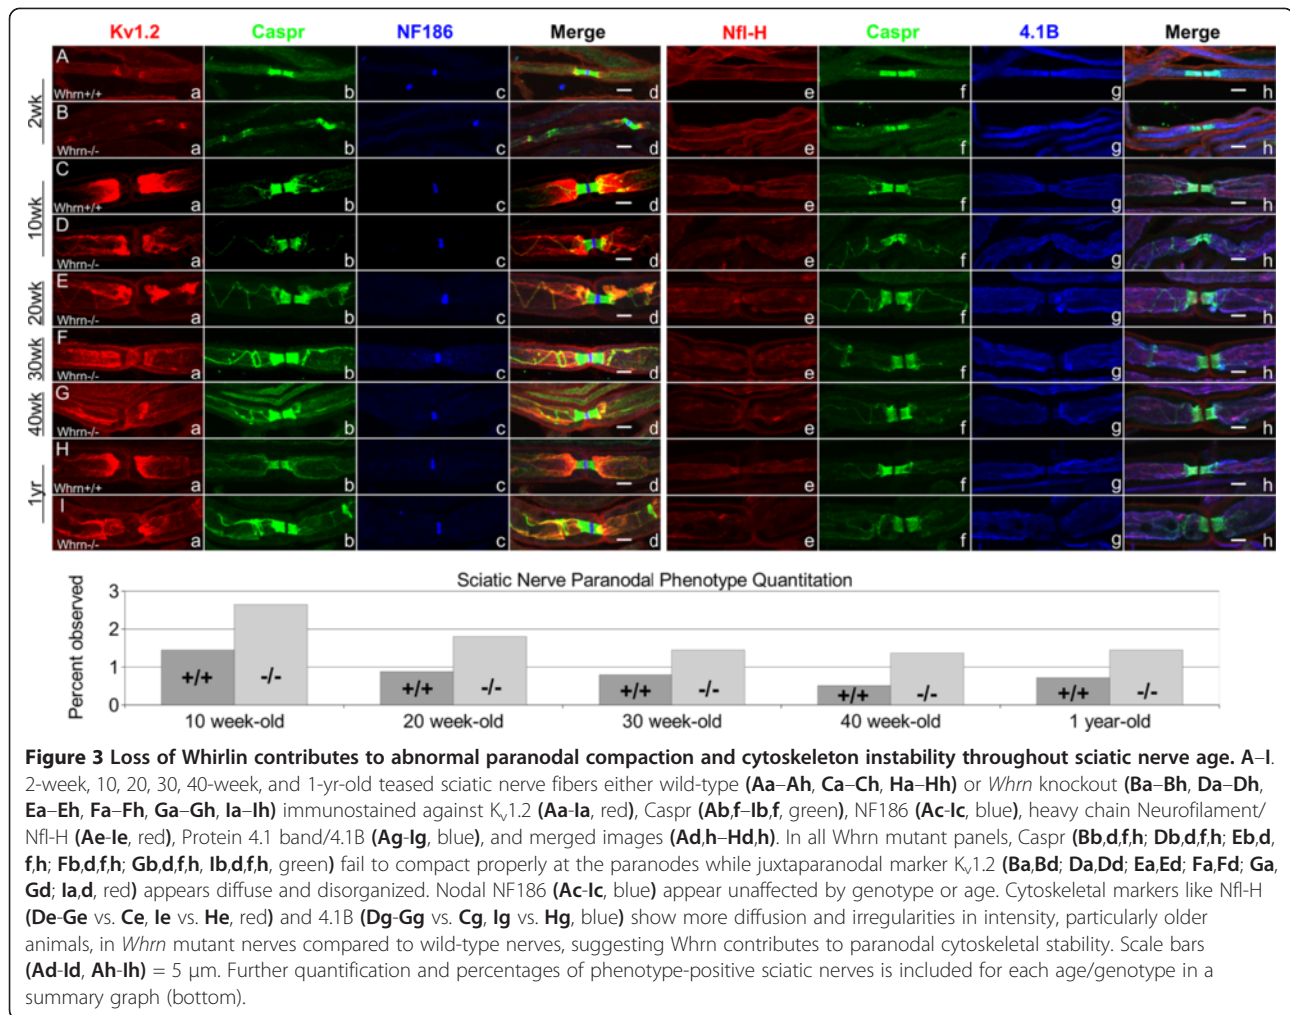 Kv1.2 Caspr NF186 Merge Nfl-H Caspr 4.1B Merge
2wk
A Whrn+/+ a b c d e f g h
B Whrn-/- a b c d e f g h
10wk
C Whrn+/+ a b c d e f g h
D Whrn-/- a b c d e f g h
20wk
E Whrn-/- a b c d e f g h
30wk
F Whrn-/- a b c d e f g h
40wk
G Whrn-/- a b c d e f g h
1yr
H Whrn+/+ a b c d e f g h
I Whrn-/- a b c d e f g h
Sciatic Nerve Paranodal Phenotype Quantitation
Percent observed
3
2
1
0
+/+ -/- +/+ -/- +/+ -/- +/+ -/- +/+ -/-
10 week-old 20 week-old 30 week-old 40 week-old 1 year-old
Figure 3 Loss of Whirlin contributes to abnormal paranodal compaction and cytoskeleton instability throughout sciatic nerve age. A–I.
2-week, 10, 20, 30, 40-week, and 1-yr-old teased sciatic nerve fibers either wild-type (Aa–Ah, Ca–Ch, Ha–Hh) or Whrn knockout (Ba–Bh, Da–Dh,
Ea–Eh, Fa–Fh, Ga–Gh, Ia–Ih) immunostained against Kv1.2 (Aa-Ia, red), Caspr (Ab,f–Ib,f, green), NF186 (Ac-Ic, blue), heavy chain Neurofilament/
Nfl-H (Ae-Ie, red), Protein 4.1 band/4.1B (Ag-Ig, blue), and merged images (Ad,h–Hd,h). In all Whrn mutant panels, Caspr (Bb,d,f,h; Db,d,f,h; Eb,d,
f,h; Fb,d,f,h; Gb,d,f,h, Ib,d,f,h, green) fail to compact properly at the paranodes while juxtaparanodal marker Kv1.2 (Ba,Bd; Da,Dd; Ea,Ed; Fa,Fd; Ga,
Gd; Ia,d, red) appears diffuse and disorganized. Nodal NF186 (Ac-Ic, blue) appear unaffected by genotype or age. Cytoskeletal markers like Nfl-H
(De-Ge vs. Ce, Ie vs. He, red) and 4.1B (Dg-Gg vs. Cg, Ig vs. Hg, blue) show more diffusion and irregularities in intensity, particularly older
animals, in Whrn mutant nerves compared to wild-type nerves, suggesting Whrn contributes to paranodal cytoskeletal stability. Scale bars
(Ad-Id, Ah-Ih) = 5 μm. Further quantification and percentages of phenotype-positive sciatic nerves is included for each age/genotype in a
summary graph (bottom).